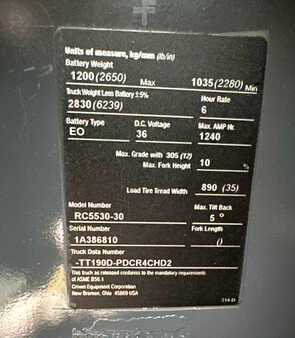 Units of measure, kg/mm (lb/in)
Battery Weight
1200 (2650) Max 1035 (2280) Min
Truck Weight Less Battery ±5% Hour Rate
2830 (6239) 6
Battery Type D.C. Voltage Max. AMP Hr.
EO 36 1240
Max. Grade with 305 (12)
Max. Fork Height 10 %
Load Tire Tread Width 890 (35)
Model Number Max. Tilt Back
RC5530-30 5 °
Serial Number Fork Length
1A386810 ()
Truck Data Number
-TT190D-PDCR4CHD2
This truck as released conforms to the mandatory requirements
of ASME B56.1
Crown Equipment Corporation
New Bremen, Ohio 45869 USA